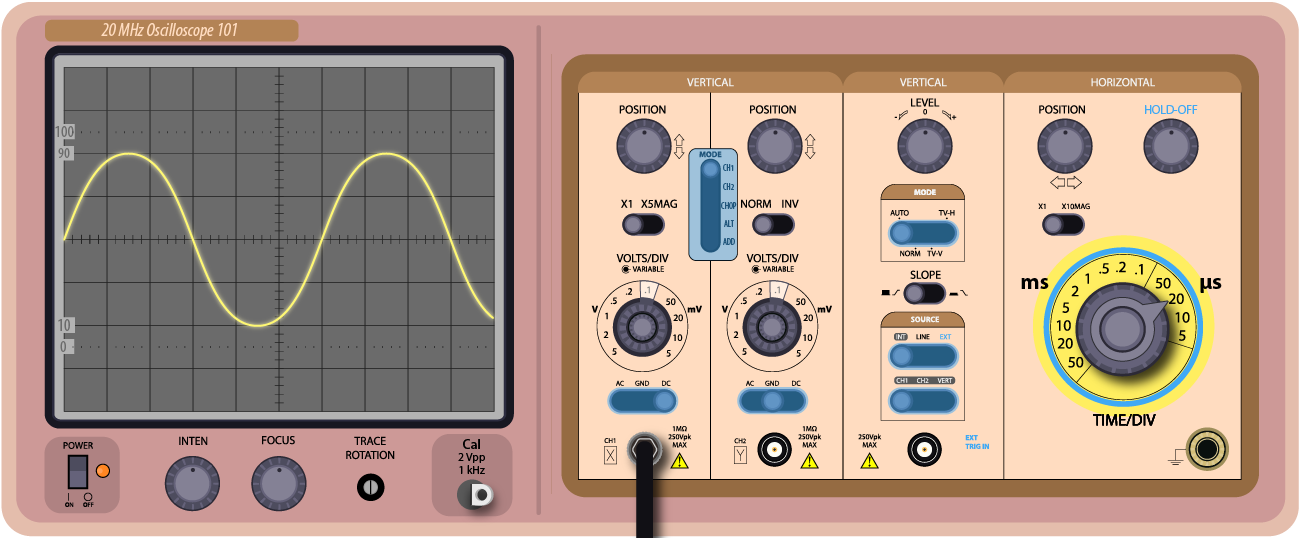 20 MHz Oscilloscope 101
100
90
10
0
POWER
ON OFF
INTEN
FOCUS
TRACE
ROTATION
Cal
2 Vpp
1 kHz
VERTICAL
POSITION
POSITION
MODE
CH1
CH2
CHOP
ALT
ADD
X1 X5MAG
NORM INV
VOLTS/DIV
VARIABLE
V
mV
.1
.2
.5
1
2
5
50
20
10
5
VOLTS/DIV
VARIABLE
V
mV
.1
.2
.5
1
2
5
50
20
10
5
AC GND DC
AC GND DC
CH1
X
1MΩ
250Vpk
MAX
CH2
Y
1MΩ
250Vpk
MAX
VERTICAL
LEVEL
- 0 +
MODE
AUTO TV-H
NORM TV-V
SLOPE
SOURCE
INT LINE EXT
CH1 CH2 VERT
250Vpk
MAX
EXT
TRIG IN
HORIZONTAL
POSITION
HOLD-OFF
X1 X10MAG
ms
µs
.1
.2
.5
1
2
5
10
20
50
50
20
10
5
TIME/DIV